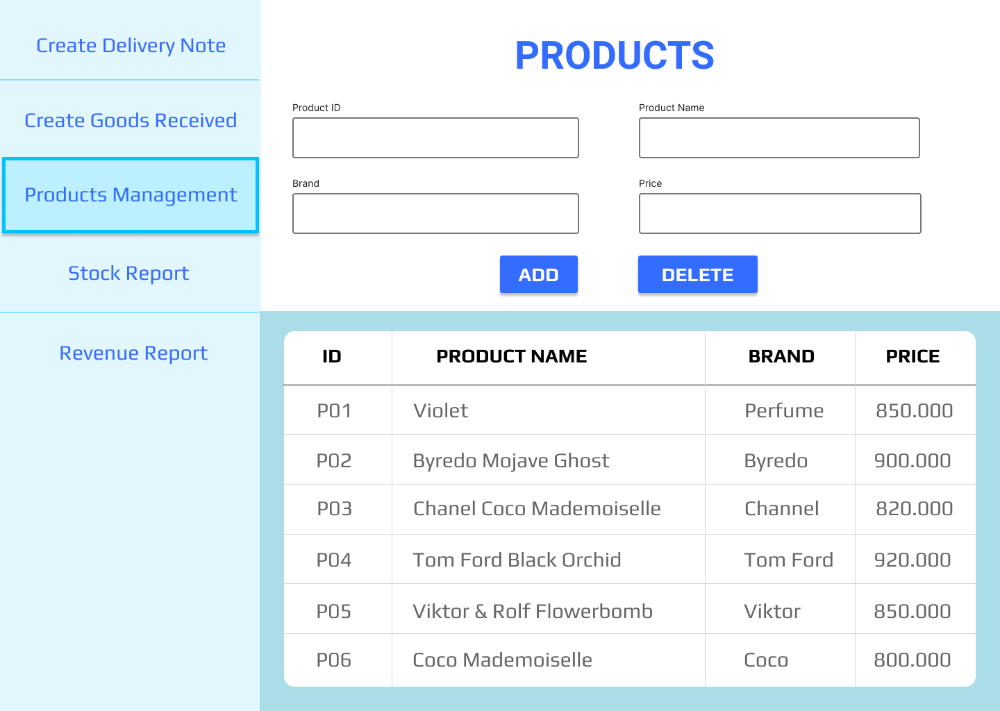 Create Delivery Note
Create Goods Received
Products Management
Stock Report
Revenue Report
PRODUCTS
Product ID
Product Name
Brand
Price
ADD
DELETE
ID PRODUCT NAME BRAND PRICE
P01 Violet Perfume 850.000
P02 Byredo Mojave Ghost Byredo 900.000
P03 Chanel Coco Mademoiselle Channel 820.000
P04 Tom Ford Black Orchid Tom Ford 920.000
P05 Viktor & Rolf Flowerbomb Viktor 850.000
P06 Coco Mademoiselle Coco 800.000